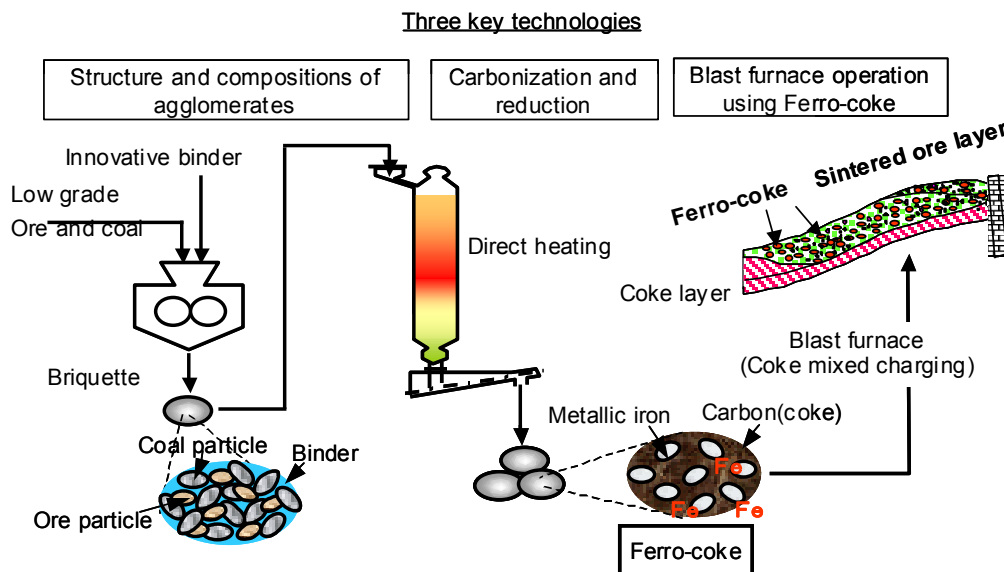 Three key technologies
Structure and compositions of
agglomerates
Carbonization and
reduction
Blast furnace operation
using Ferro-coke
Innovative binder
Low grade
Ore and coal
Direct heating
Ferro-coke
Sintered ore layer
Coke layer
Briquette
Blast furnace
(Coke mixed charging)
Coal particle
Binder
Ore particle
Metallic iron
Carbon(coke)
Fe
Fe
Fe
Ferro-coke